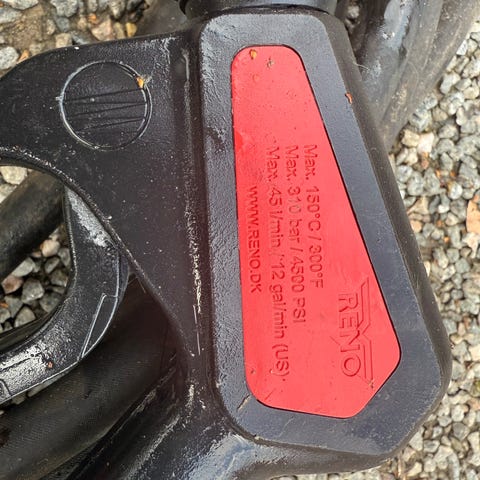 RENO
Max. 150°C / 300°F
Max. 310 bar / 4500 PSI
Max. 45 l/min. / 12 gal/min (US).
WWW.RENO.DK